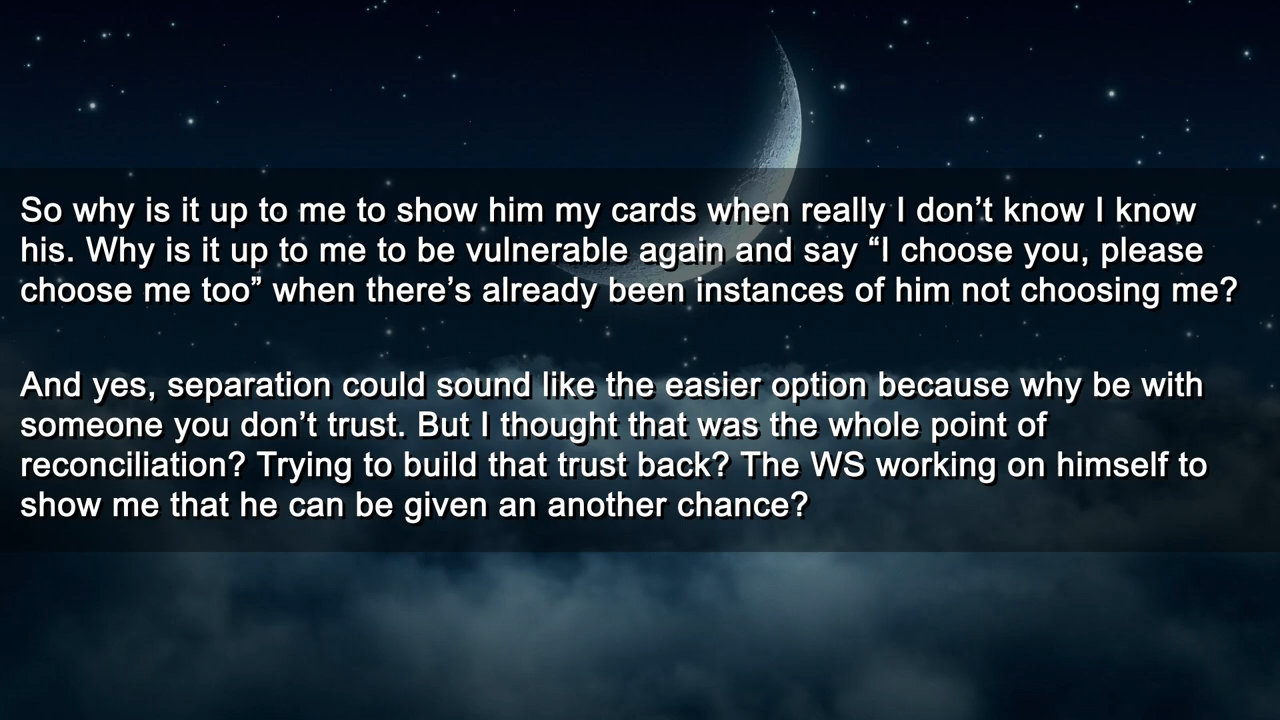 So why is it up to me to show him my cards when really I don’t know I know
his. Why is it up to me to be vulnerable again and say “I choose you, please
choose me too” when there’s already been instances of him not choosing me?
And yes, separation could sound like the easier option because why be with
someone you don’t trust. But I thought that was the whole point of
reconciliation? Trying to build that trust back? The WS working on himself to
show me that he can be given an another chance?